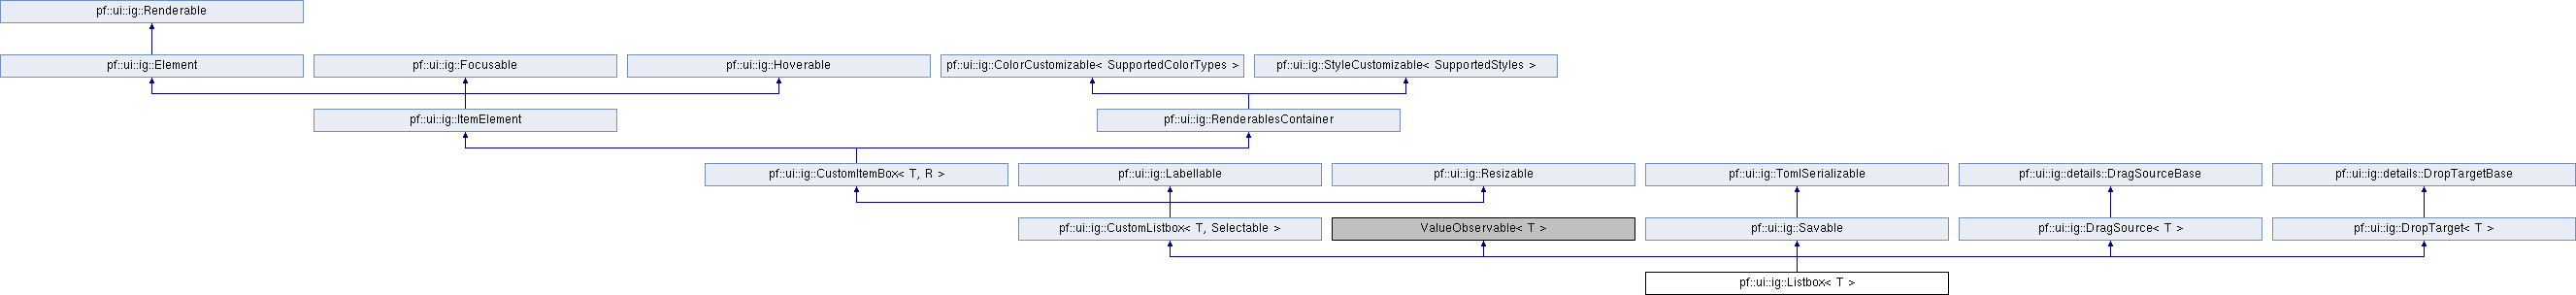 pf::ui::ig::Renderable
pf::ui::ig::Element
pf::ui::ig::Focusable
pf::ui::ig::Hoverable
pf::ui::ig::ColorCustomizable< SupportedColorTypes >
pf::ui::ig::StyleCustomizable< SupportedStyles >
pf::ui::ig::ItemElement
pf::ui::ig::RenderablesContainer
pf::ui::ig::CustomItemBox< T, R >
pf::ui::ig::Labellable
pf::ui::ig::Resizable
pf::ui::ig::TomlSerializable
pf::ui::ig::details::DragSourceBase
pf::ui::ig::details::DropTargetBase
pf::ui::ig::CustomListbox< T, Selectable >
ValueObservable< T >
pf::ui::ig::Savable
pf::ui::ig::DragSource< T >
pf::ui::ig::DropTarget< T >
pf::ui::ig::Listbox< T >